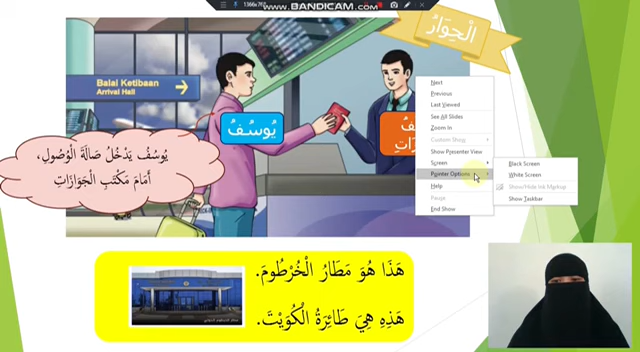 1366x768
WWW.BANDICAM.COM
الْحِوَارُ
Balai Ketibaan
Arrival Hall
يُوسُفُ
يُوسُفُ يَدْخُلُ صَالَةَ الْوُصُولِ،
أَمَامَ مَكْتَبِ الْجَوَازَاتِ
Next
Previous
Last Viewed
See All Slides
Zoom In
Custom Show
Show Presenter View
Screen
Pointer Options
Help
Pause
End Show
Black Screen
White Screen
Show/Hide Ink Markup
Show Taskbar
هَذَا هُوَ مَطَارُ الْخُرْطُومَ.
هَذِهِ هِيَ طَائِرَةُ الْكُوَيْتَ.